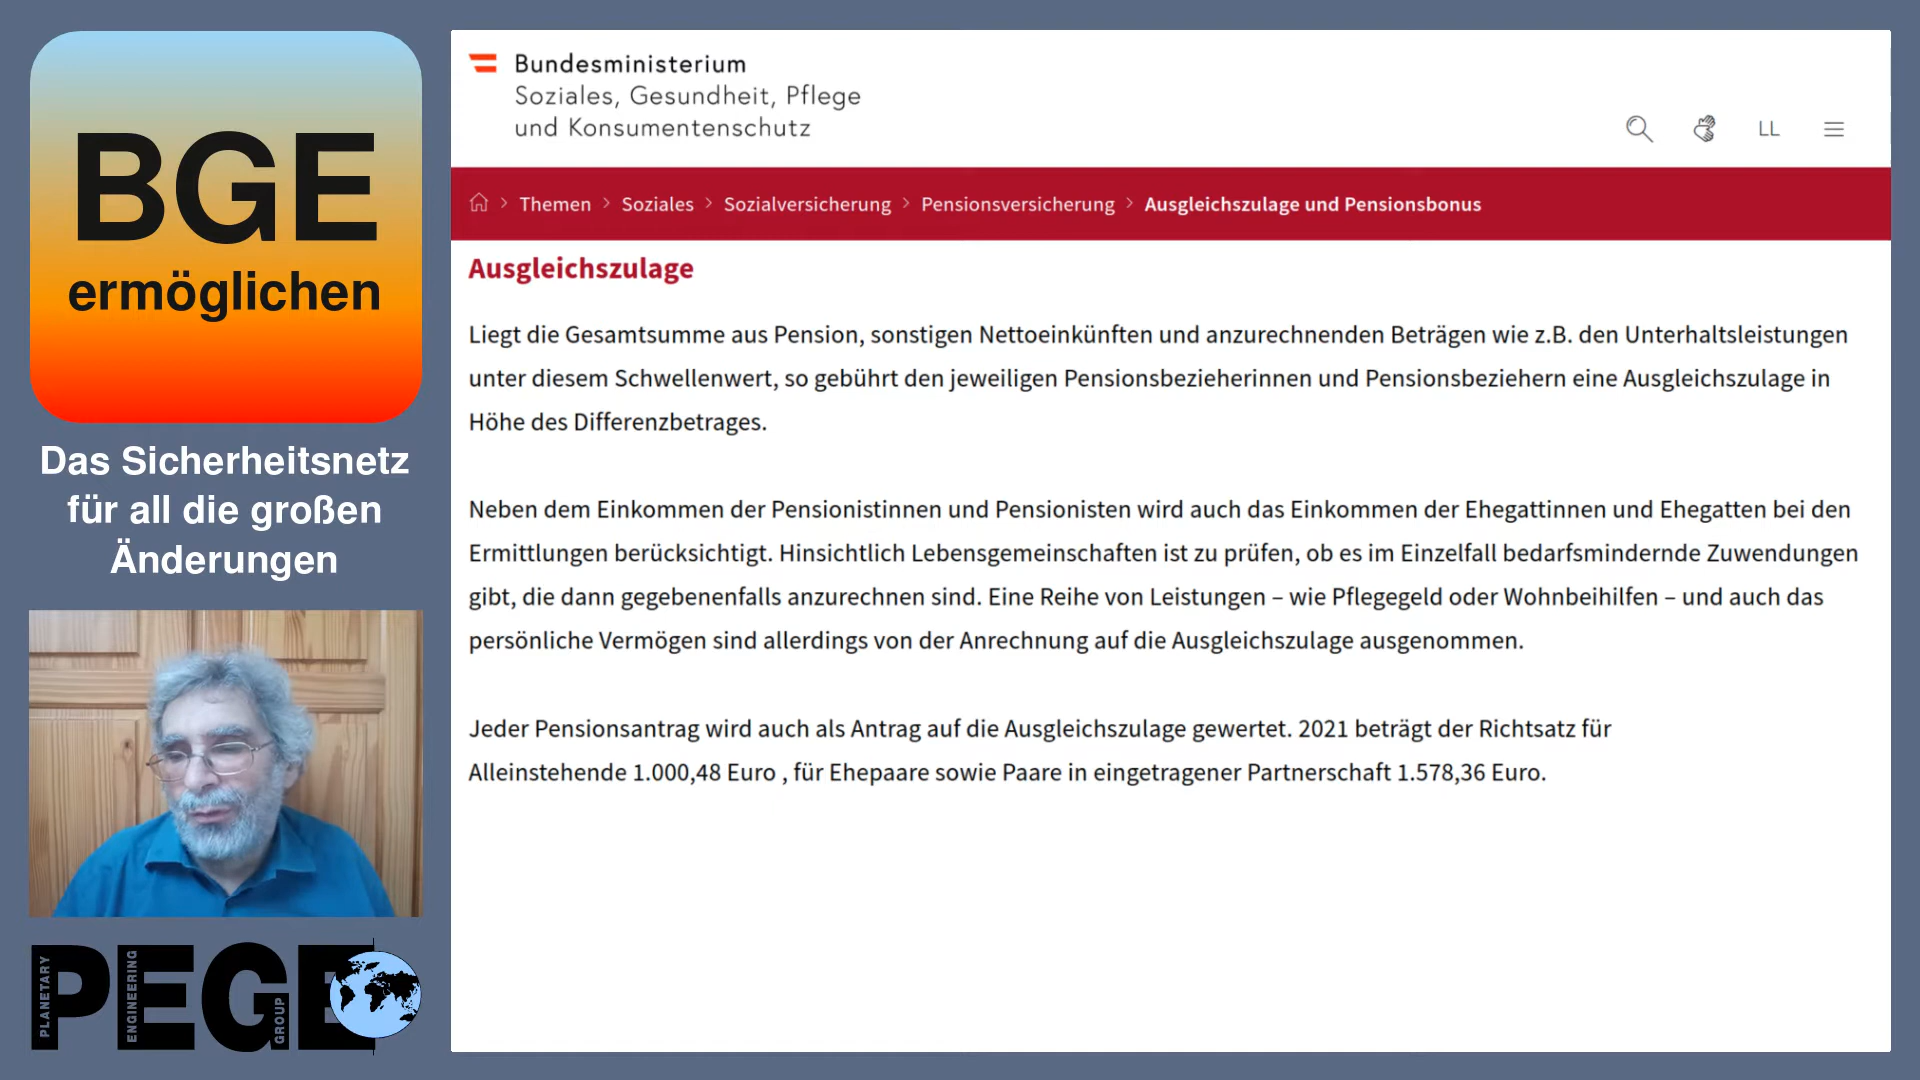 BGE
ermöglichen
Das Sicherheitsnetz
für all die großen
Änderungen
PLANETARY
ENGINEERING
GROUP
PEGE
Bundesministerium
Soziales, Gesundheit, Pflege
und Konsumentenschutz
LL
Themen > Soziales > Sozialversicherung > Pensionsversicherung > Ausgleichszulage und Pensionsbonus
Ausgleichszulage
Liegt die Gesamtsumme aus Pension, sonstigen Nettoeinkünften und anzurechnenden Beträgen wie z.B. den Unterhaltsleistungen
unter diesem Schwellenwert, so gebührt den jeweiligen Pensionsbezieherinnen und Pensionsbeziehern eine Ausgleichszulage in
Höhe des Differenzbetrages.
Neben dem Einkommen der Pensionistinnen und Pensionisten wird auch das Einkommen der Ehegattinnen und Ehegatten bei den
Ermittlungen berücksichtigt. Hinsichtlich Lebensgemeinschaften ist zu prüfen, ob es im Einzelfall bedarfsmindernde Zuwendungen
gibt, die dann gegebenenfalls anzurechnen sind. Eine Reihe von Leistungen – wie Pflegegeld oder Wohnbeihilfen – und auch das
persönliche Vermögen sind allerdings von der Anrechnung auf die Ausgleichszulage ausgenommen.
Jeder Pensionsantrag wird auch als Antrag auf die Ausgleichszulage gewertet. 2021 beträgt der Richtsatz für
Alleinstehende 1.000,48 Euro , für Ehepaare sowie Paare in eingetragener Partnerschaft 1.578,36 Euro.